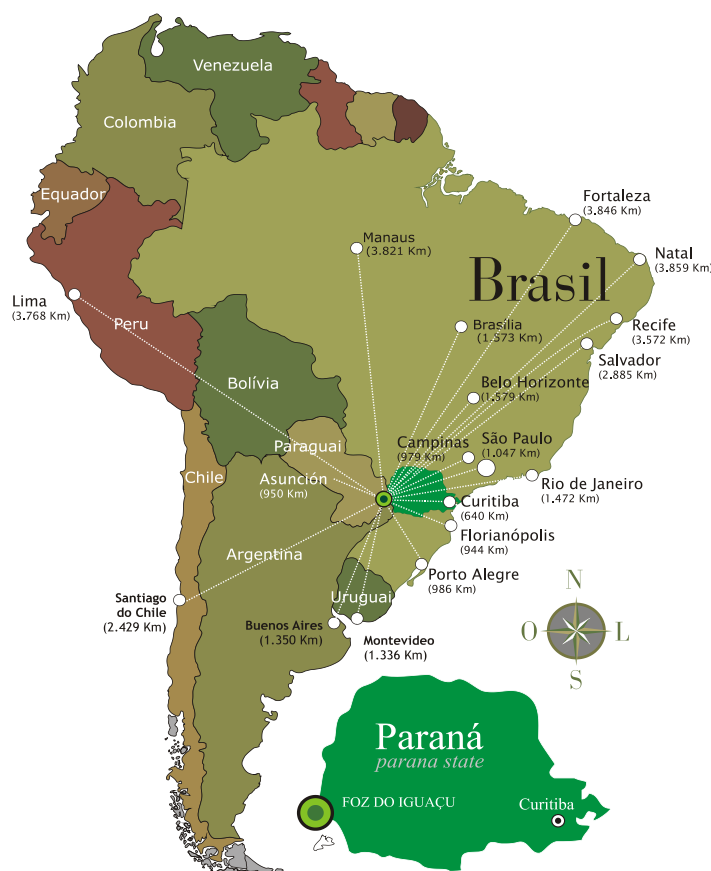 Venezuela
Colombia
Equador
Fortaleza
(3.846 Km)
Manaus
(3.821 Km)
Natal
(3.859 Km)
Brasil
Lima
(3.768 Km)
Peru
Brasília
(1.573 Km)
Recife
(3.572 Km)
Salvador
(2.885 Km)
Bolívia
Belo Horizonte
(1.579 Km)
Paraguai
Campinas
(979 Km)
São Paulo
(1.047 Km)
Chile
Asunción
(950 Km)
Rio de Janeiro
(1.472 Km)
Curitiba
(640 Km)
Florianópolis
(944 Km)
Argentina
Porto Alegre
(986 Km)
Uruguai
Santiago
do Chile
(2.429 Km)
Buenos Aires
(1.350 Km)
Montevideo
(1.336 Km)
N
O
L
S
Paraná
parana state
FOZ DO IGUAÇU
Curitiba